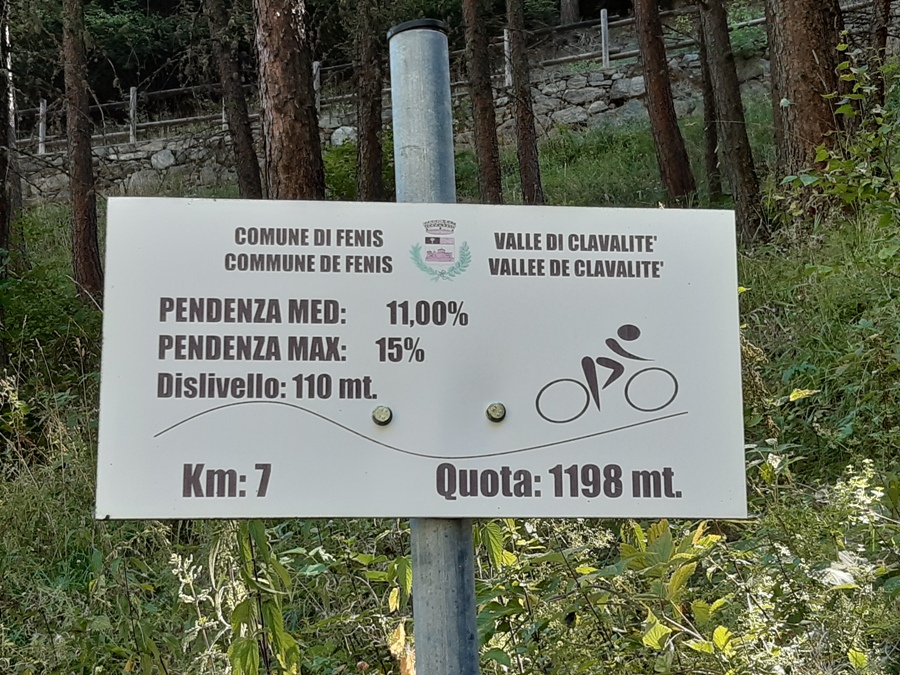 COMUNE DI FENIS
COMMUNE DE FENIS
VALLE DI CLAVALITE'
VALLEE DE CLAVALITE'
PENDENZA MED: 11,00%
PENDENZA MAX: 15%
Dislivello: 110 mt.
Km: 7
Quota: 1198 mt.